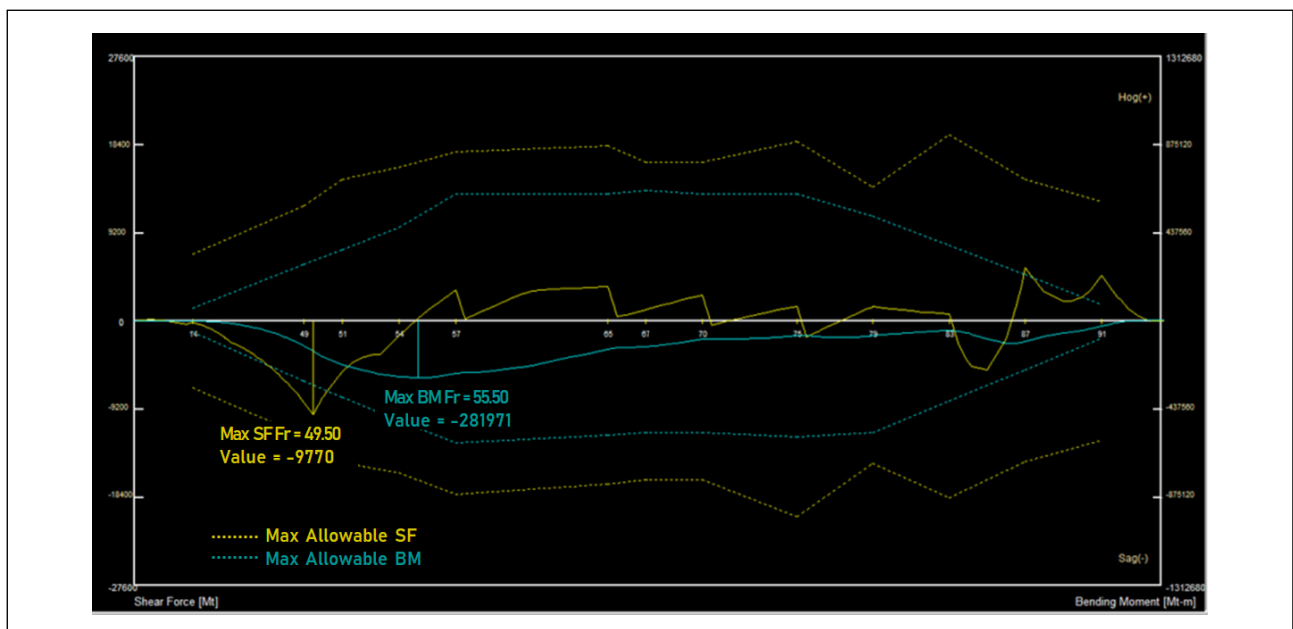 27600
1312680
Hog(+)
18400
875120
9200
437560
0
14 49 51 54 57 65 67 70 75 79 83 87 91
Max BM Fr = 55.50
Value = -281971
-9200
-437560
Max SF Fr = 49.50
Value = -9770
-18400
-875120
Max Allowable SF
Max Allowable BM
Sag(-)
-27600
-1312680
Shear Force [Mt]
Bending Moment [Mt-m]